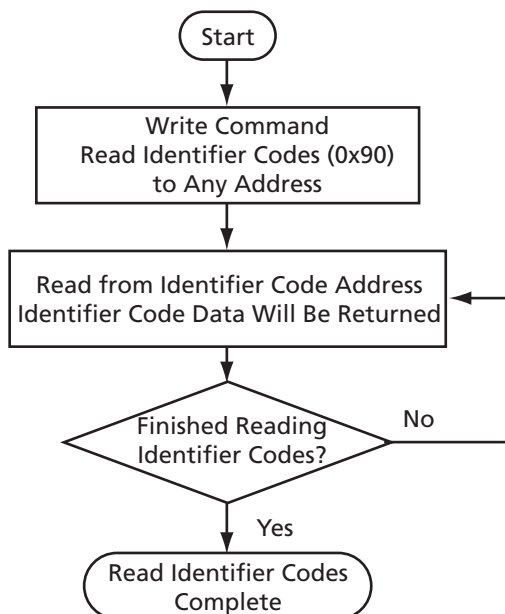 Start
Write Command
Read Identifier Codes (0x90)
to Any Address
Read from Identifier Code Address
Identifier Code Data Will Be Returned
Finished Reading
Identifier Codes?
No
Yes
Read Identifier Codes
Complete